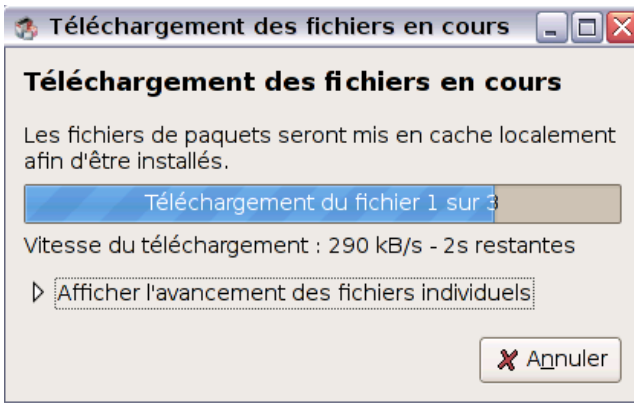 Téléchargement des fichiers en cours
Téléchargement des fichiers en cours
Les fichiers de paquets seront mis en cache localement
afin d'être installés.
Téléchargement du fichier 1 sur 3
Vitesse du téléchargement : 290 kB/s - 2s restantes
Afficher l'avancement des fichiers individuels
Annuler